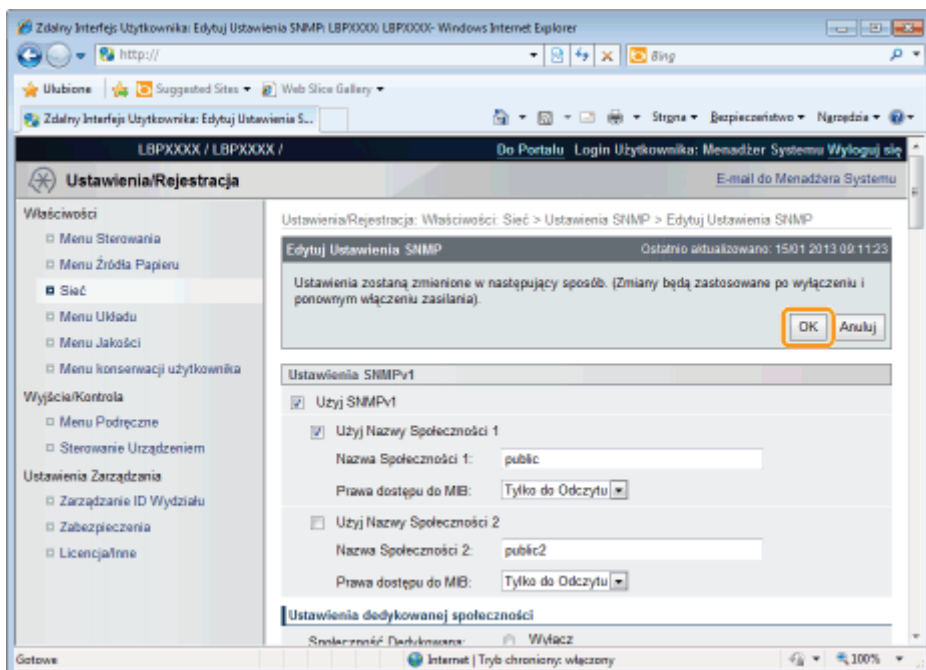 Zdalny Interfejs Użytkownika: Edytuj Ustawienia SNMP: LBPXXXX: LBPXXXX- Windows Internet Explorer
http://
Bing
Ulubione Suggested Sites Web Slice Gallery
Zdalny Interfejs Użytkownika: Edytuj Ustawienia S... Strona Bezpieczeństwo Narzędzia
LBPXXXX / LBPXXXX / Do Portalu Login Użytkownika: Menadżer Systemu Wyloguj się
Ustawienia/Rejestracja E-mail do Menadżera Systemu
Właściwości
Menu Sterowania
Menu Źródła Papieru
Sieć
Menu Układu
Menu Jakości
Menu konserwacji użytkownika
Wyjście/Kontrola
Menu Podręczne
Sterowanie Urządzeniem
Ustawienia Zarządzania
Zarządzanie ID Wydziału
Zabezpieczenia
Licencja/Inne
Ustawienia/Rejestracja: Właściwości: Sieć > Ustawienia SNMP > Edytuj Ustawienia SNMP
Edytuj Ustawienia SNMP Ostatnio aktualizowano: 15/01 2013 09:11:23
Ustawienia zostaną zmienione w następujący sposób. (Zmiany będą zastosowane po wyłączeniu i
ponownym włączeniu zasilania).
OK Anuluj
Ustawienia SNMPv1
Użyj SNMPv1
Użyj Nazwy Społeczności 1
Nazwa Społeczności 1: public
Prawa dostępu do MIB: Tylko do Odczytu
Użyj Nazwy Społeczności 2
Nazwa Społeczności 2: public2
Prawa dostępu do MIB: Tylko do Odczytu
Ustawienia dedykowanej społeczności
Społeczność Dedykowana: Wyłącz
Gotowe Internet | Tryb chroniony: włączony 100%